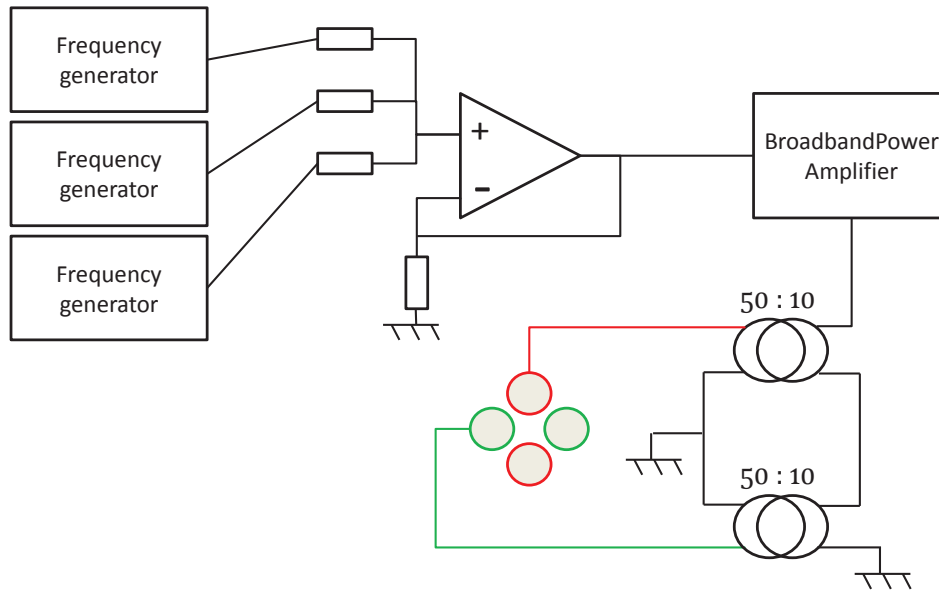 Frequency
generator
Frequency
generator
Frequency
generator
+
−
BroadbandPower
Amplifier
50 : 10
50 : 10